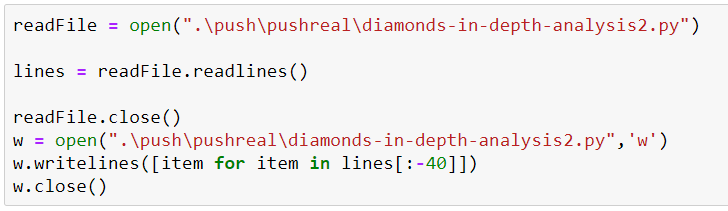 readFile = open(".\push\pushreal\diamonds-in-depth-analysis2.py")
lines = readFile.readlines()
readFile.close()
w = open(".\push\pushreal\diamonds-in-depth-analysis2.py",'w')
w.writelines([item for item in lines[:-40]])
w.close()